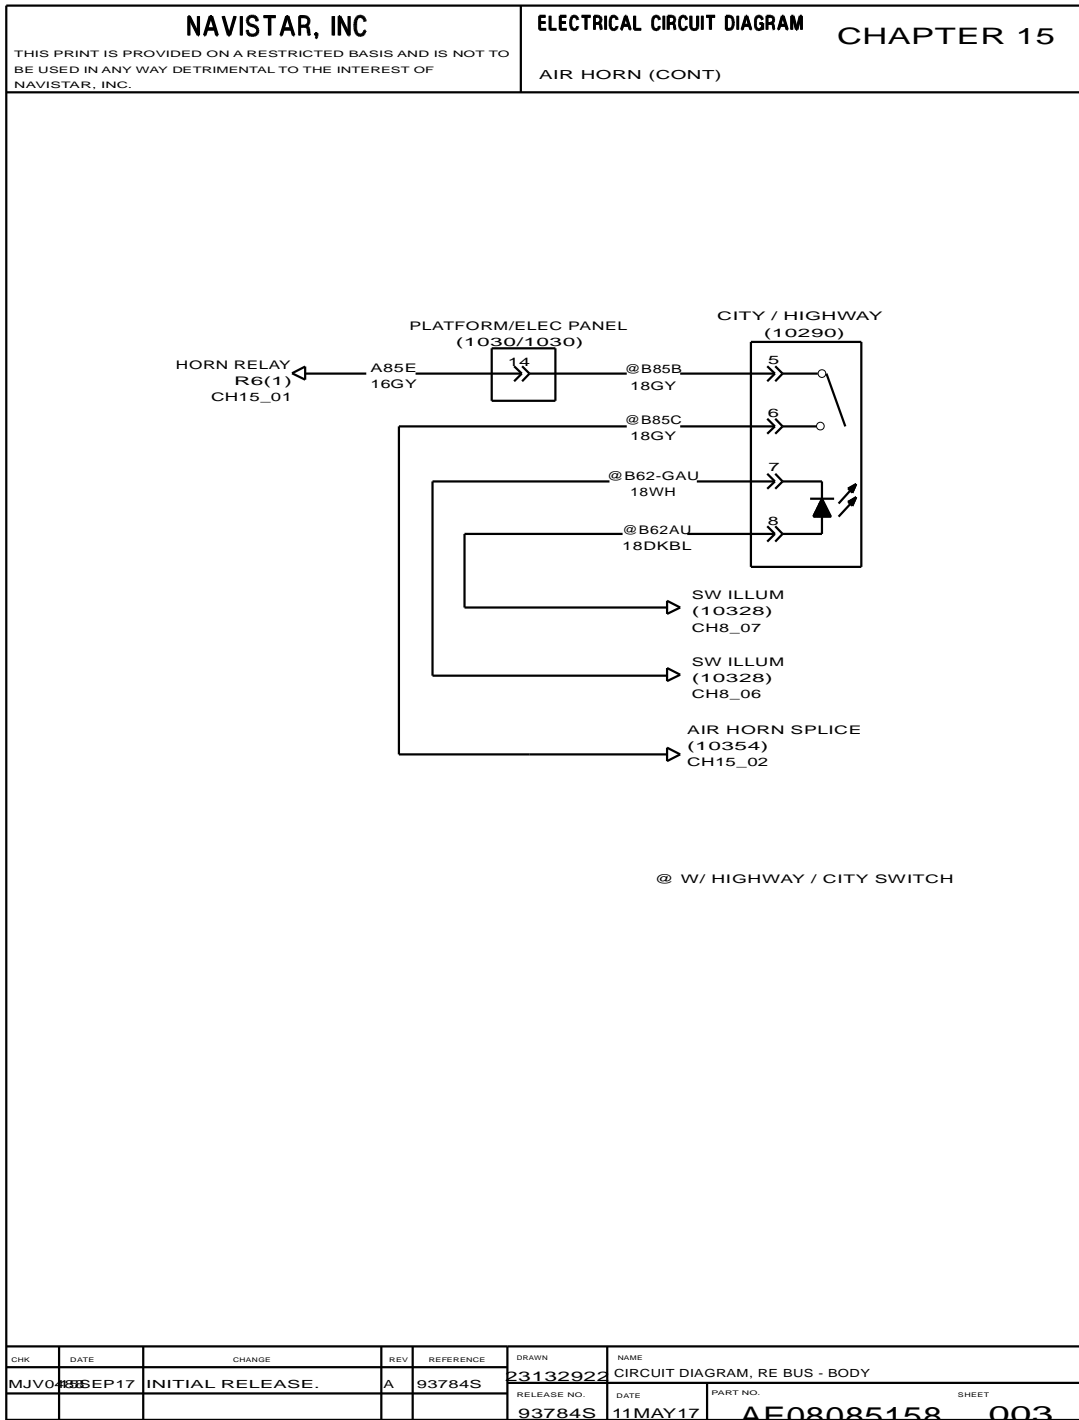 NAVISTAR, INC
THIS PRINT IS PROVIDED ON A RESTRICTED BASIS AND IS NOT TO
BE USED IN ANY WAY DETRIMENTAL TO THE INTEREST OF
NAVISTAR, INC.
ELECTRICAL CIRCUIT DIAGRAM
CHAPTER 15
AIR HORN (CONT)
PLATFORM/ELEC PANEL
(1030/1030)
14
CITY / HIGHWAY
(10290)
HORN RELAY
R6(1)
CH15_01
A85E
16GY
@B85B
18GY
5
@B85C
18GY
6
@B62-GAU
18WH
7
@B62AU
18DKBL
8
SW ILLUM
(10328)
CH8_07
SW ILLUM
(10328)
CH8_06
AIR HORN SPLICE
(10354)
CH15_02
@ W/ HIGHWAY / CITY SWITCH
CHK DATE CHANGE REV REFERENCE
SEP17 INITIAL RELEASE. A 93784S
DRAWN
23132922
NAME
CIRCUIT DIAGRAM, RE BUS - BODY
RELEASE NO.
93784S
DATE
11MAY17
PART NO.
AE08085158
SHEET
003